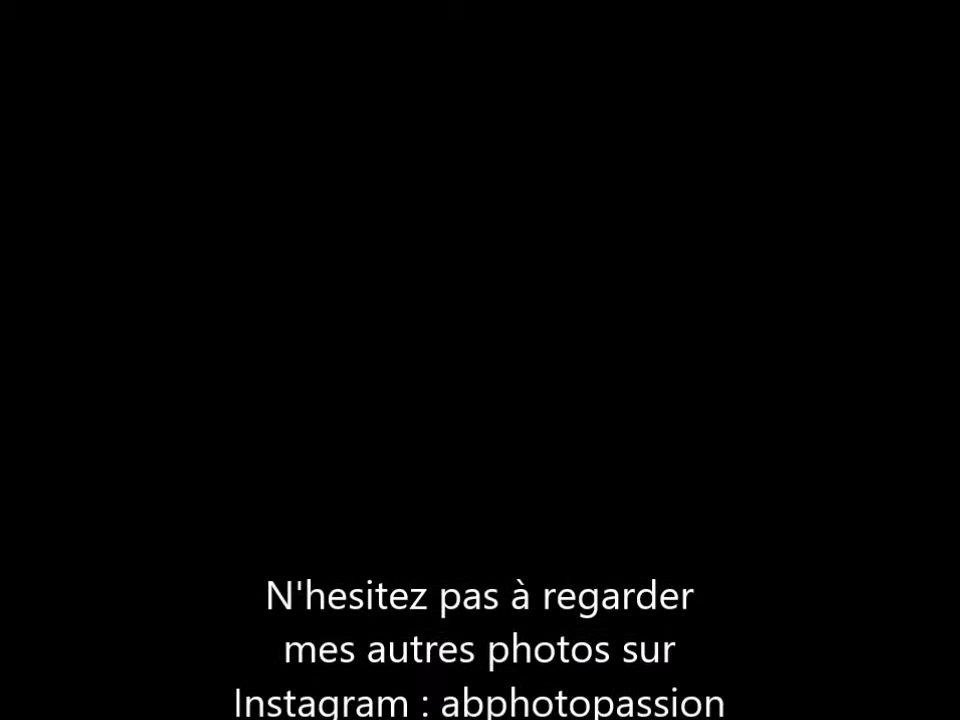 N'hesitez pas à regarder
mes autres photos sur
Instagram : abphotopassion